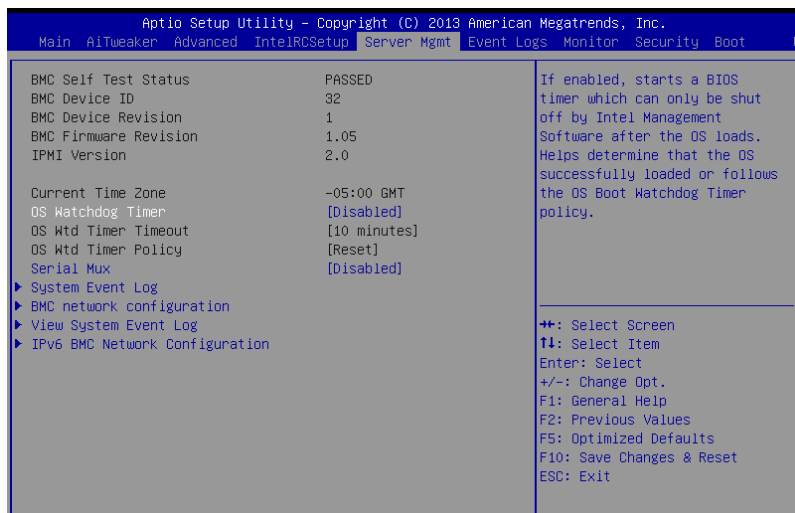 Aptio Setup Utility – Copyright (C) 2013 American Megatrends, Inc.
Main AiTweaker Advanced IntelRCSetup Server Mgmt Event Logs Monitor Security Boot
BMC Self Test Status PASSED
BMC Device ID 32
BMC Device Revision 1
BMC Firmware Revision 1.05
IPMI Version 2.0
Current Time Zone -05:00 GMT
OS Watchdog Timer [Disabled]
OS Wtd Timer Timeout [10 minutes]
OS Wtd Timer Policy [Reset]
Serial Mux [Disabled]
System Event Log
BMC network configuration
View System Event Log
IPv6 BMC Network Configuration
If enabled, starts a BIOS
timer which can only be shut
off by Intel Management
Software after the OS loads.
Helps determine that the OS
successfully loaded or follows
the OS Boot Watchdog Timer
policy.
→←: Select Screen
↑↓: Select Item
Enter: Select
+/-: Change Opt.
F1: General Help
F2: Previous Values
F5: Optimized Defaults
F10: Save Changes & Reset
ESC: Exit